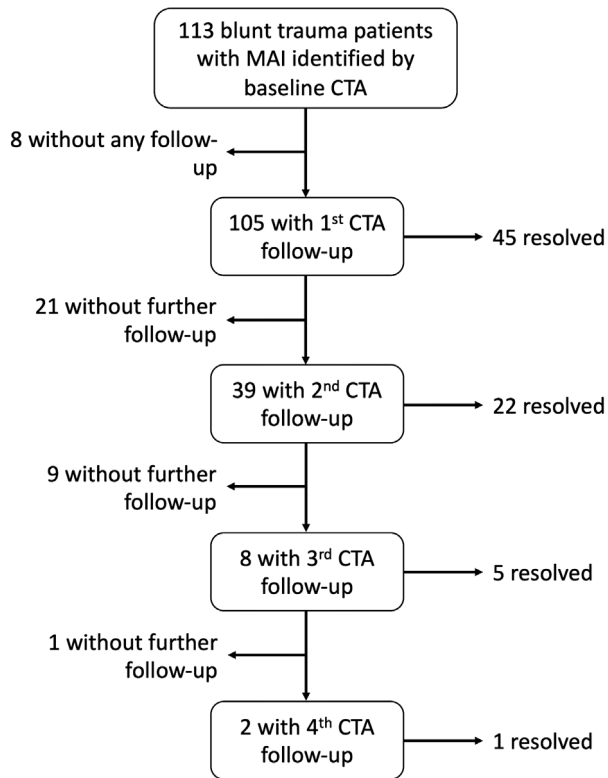 113 blunt trauma patients
with MAI identified by
baseline CTA
8 without any follow-
up
105 with 1st CTA
follow-up
45 resolved
21 without further
follow-up
39 with 2nd CTA
follow-up
22 resolved
9 without further
follow-up
8 with 3rd CTA
follow-up
5 resolved
1 without further
follow-up
2 with 4th CTA
follow-up
1 resolved